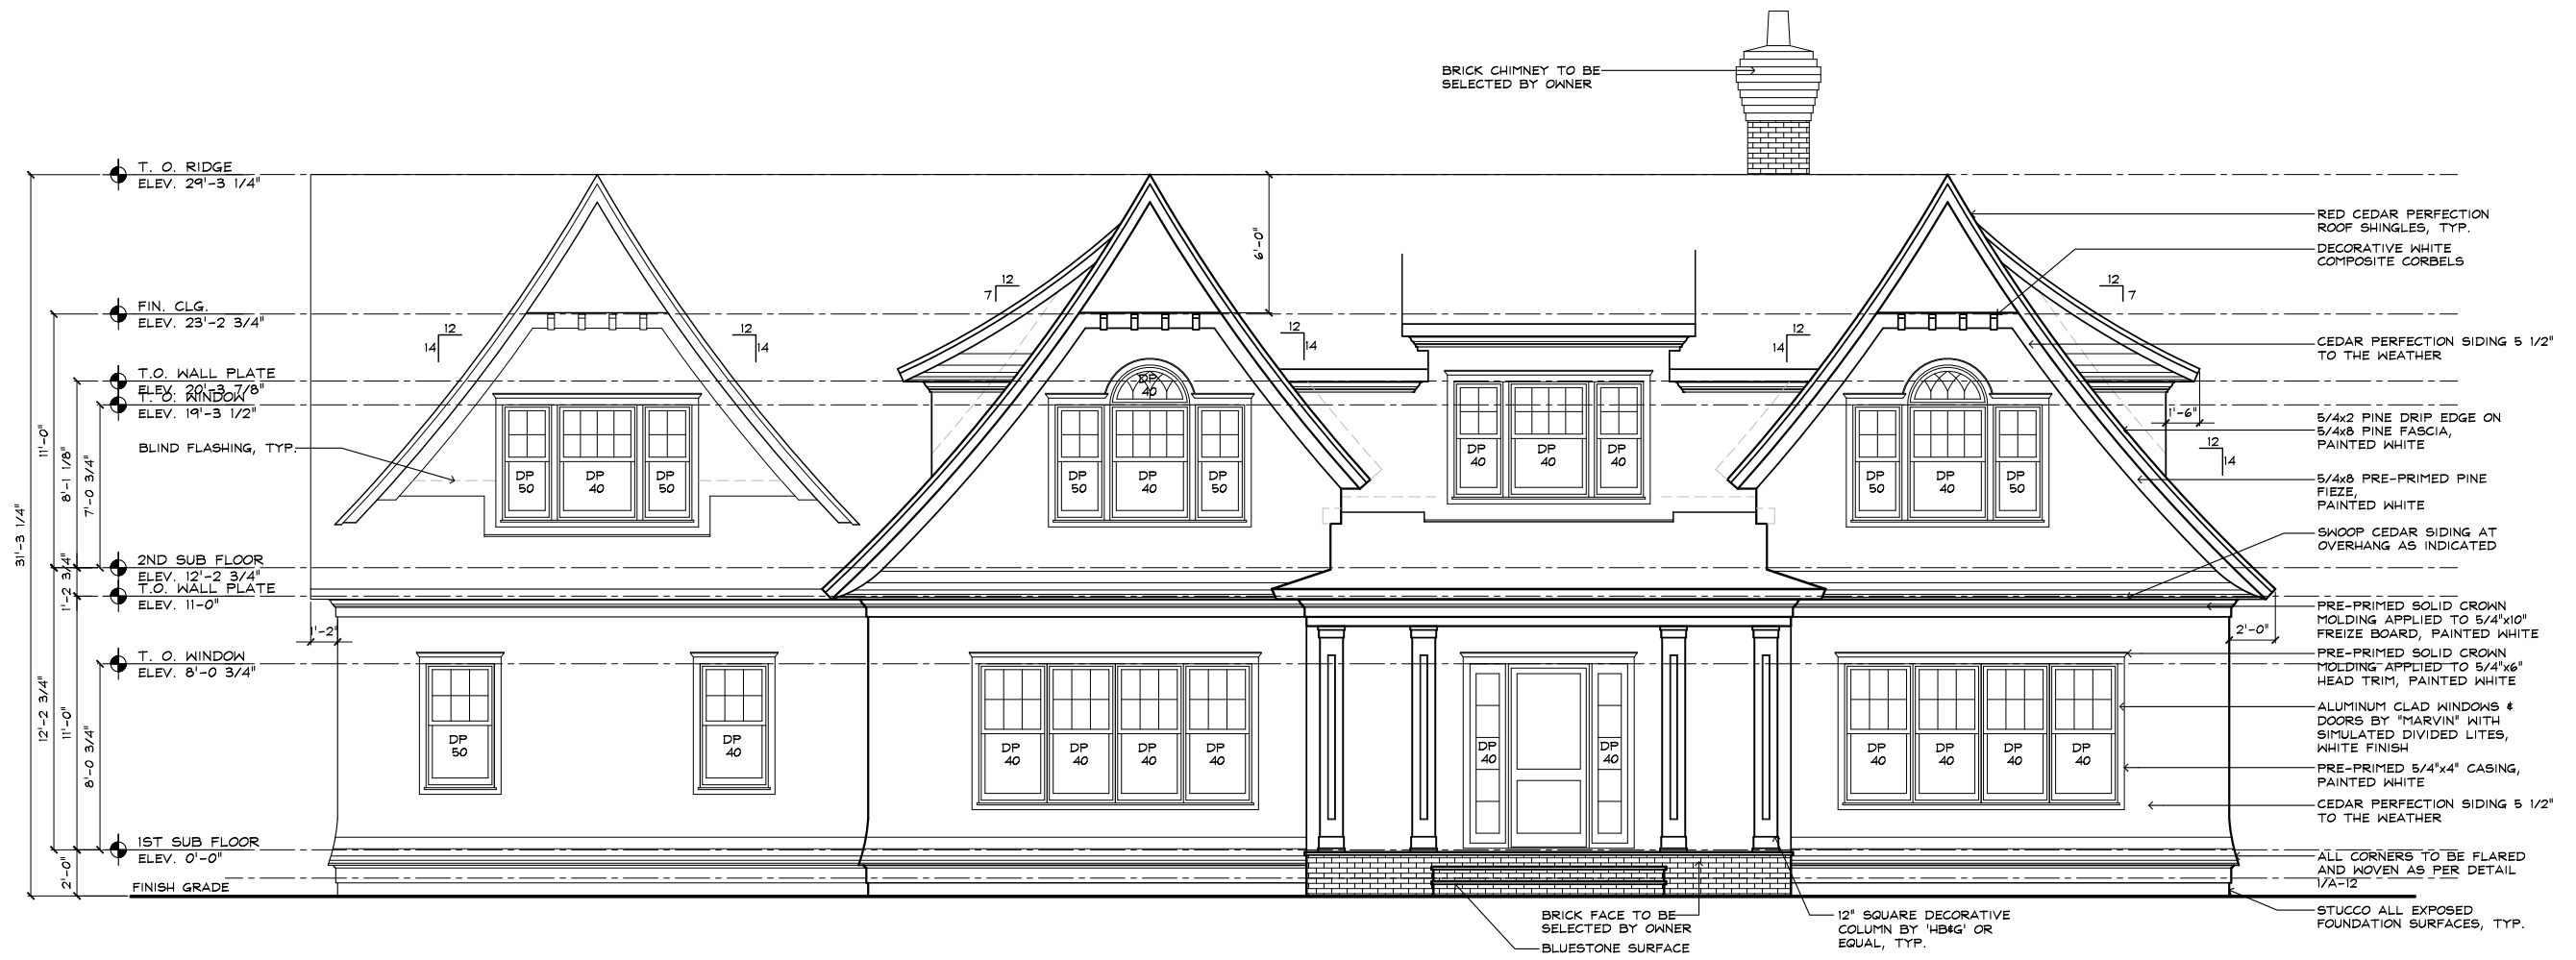 BRICK CHIMNEY TO BE
SELECTED BY OWNER
T. O. RIDGE
ELEV. 29'-3 1/4"
FIN. CLG.
ELEV. 23'-2 3/4"
T.O. WALL PLATE
ELEV. 20'-3 7/8"
T. O. WINDOW
ELEV. 19'-3 1/2"
BLIND FLASHING, TYP.
2ND SUB FLOOR
ELEV. 12'-2 3/4"
T.O. WALL PLATE
ELEV. 11-0"
T. O. WINDOW
ELEV. 8'-0 3/4"
1ST SUB FLOOR
ELEV. 0'-0"
FINISH GRADE
31'-3 1/4"
11'-0"
8'-1 1/8"
7'-0 3/4"
1'-2 3/4"
12'-2 3/4"
11'-0"
8'-0 3/4"
2'-0"
1'-2"
12
14
12
14
12
7
6'-0"
12
14
12
14
12
7
1'-6"
12
14
2'-0"
DP
50
DP
40
DP
50
DP
40
DP
50
DP
40
DP
50
DP
40
DP
40
DP
40
DP
50
DP
40
DP
50
DP
50
DP
40
DP
40
DP
40
DP
40
DP
40
DP
40
DP
40
DP
40
DP
40
DP
40
DP
40
RED CEDAR PERFECTION
ROOF SHINGLES, TYP.
DECORATIVE WHITE
COMPOSITE CORBELS
CEDAR PERFECTION SIDING 5 1/2"
TO THE WEATHER
5/4x2 PINE DRIP EDGE ON
5/4x8 PINE FASCIA,
PAINTED WHITE
5/4x8 PRE-PRIMED PINE
FIEZE,
PAINTED WHITE
SWOOP CEDAR SIDING AT
OVERHANG AS INDICATED
PRE-PRIMED SOLID CROWN
MOLDING APPLIED TO 5/4"x10"
FREIZE BOARD, PAINTED WHITE
PRE-PRIMED SOLID CROWN
MOLDING APPLIED TO 5/4"x6"
HEAD TRIM, PAINTED WHITE
ALUMINUM CLAD WINDOWS &
DOORS BY "MARVIN" WITH
SIMULATED DIVIDED LITES,
WHITE FINISH
PRE-PRIMED 5/4"x4" CASING,
PAINTED WHITE
CEDAR PERFECTION SIDING 5 1/2"
TO THE WEATHER
ALL CORNERS TO BE FLARED
AND WOVEN AS PER DETAIL
1/A-12
STUCCO ALL EXPOSED
FOUNDATION SURFACES, TYP.
BRICK FACE TO BE
SELECTED BY OWNER
BLUESTONE SURFACE
12" SQUARE DECORATIVE
COLUMN BY 'HB&G' OR
EQUAL, TYP.